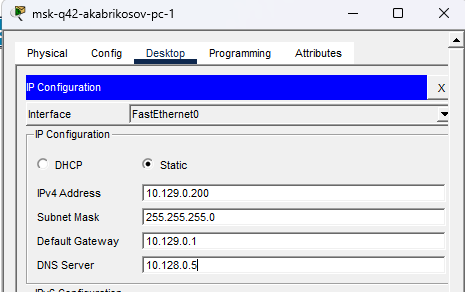 msk-q42-akabrikosov-pc-1
Physical Config Desktop Programming Attributes
IP Configuration X
Interface FastEthernet0
IP Configuration
DHCP Static
IPv4 Address 10.129.0.200
Subnet Mask 255.255.255.0
Default Gateway 10.129.0.1
DNS Server 10.128.0.5
IPv6 Configuration